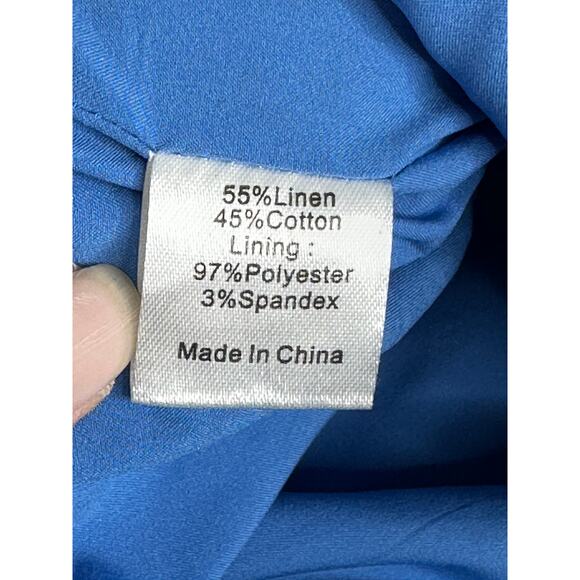 55%Linen
45%Cotton
Lining :
97%Polyester
3%Spandex
Made In China